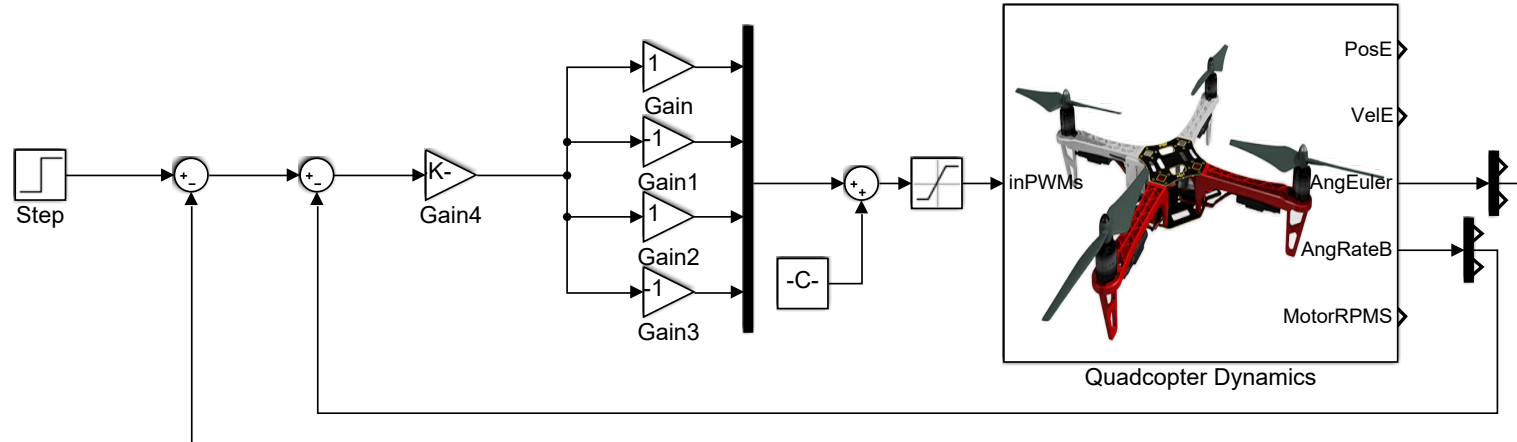 Step
+
−
+
−
K-
Gain4
1
Gain
-1
Gain1
1
Gain2
-1
Gain3
+
+
-C-
inPWMs
PosE
VelE
AngEuler
AngRateB
MotorRPMS
Quadcopter Dynamics